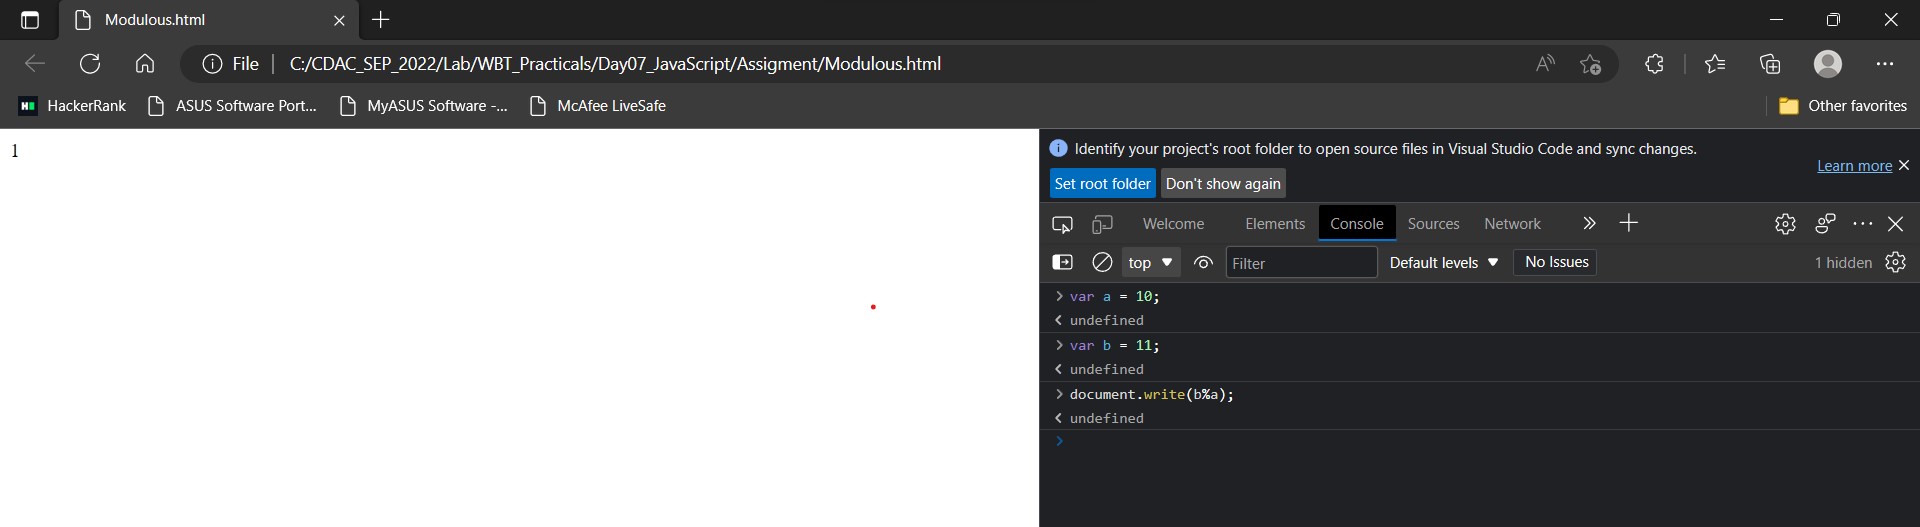 Modulous.html
File C:/CDAC_SEP_2022/Lab/WBT_Practicals/Day07_JavaScript/Assigment/Modulous.html
HackerRank ASUS Software Port... MyASUS Software -... McAfee LiveSafe Other favorites
1
Identify your project's root folder to open source files in Visual Studio Code and sync changes.
Learn more
Set root folder Don't show again
Welcome Elements Console Sources Network
top Filter Default levels No Issues 1 hidden
> var a = 10;
< undefined
> var b = 11;
< undefined
> document.write(b%a);
< undefined
>